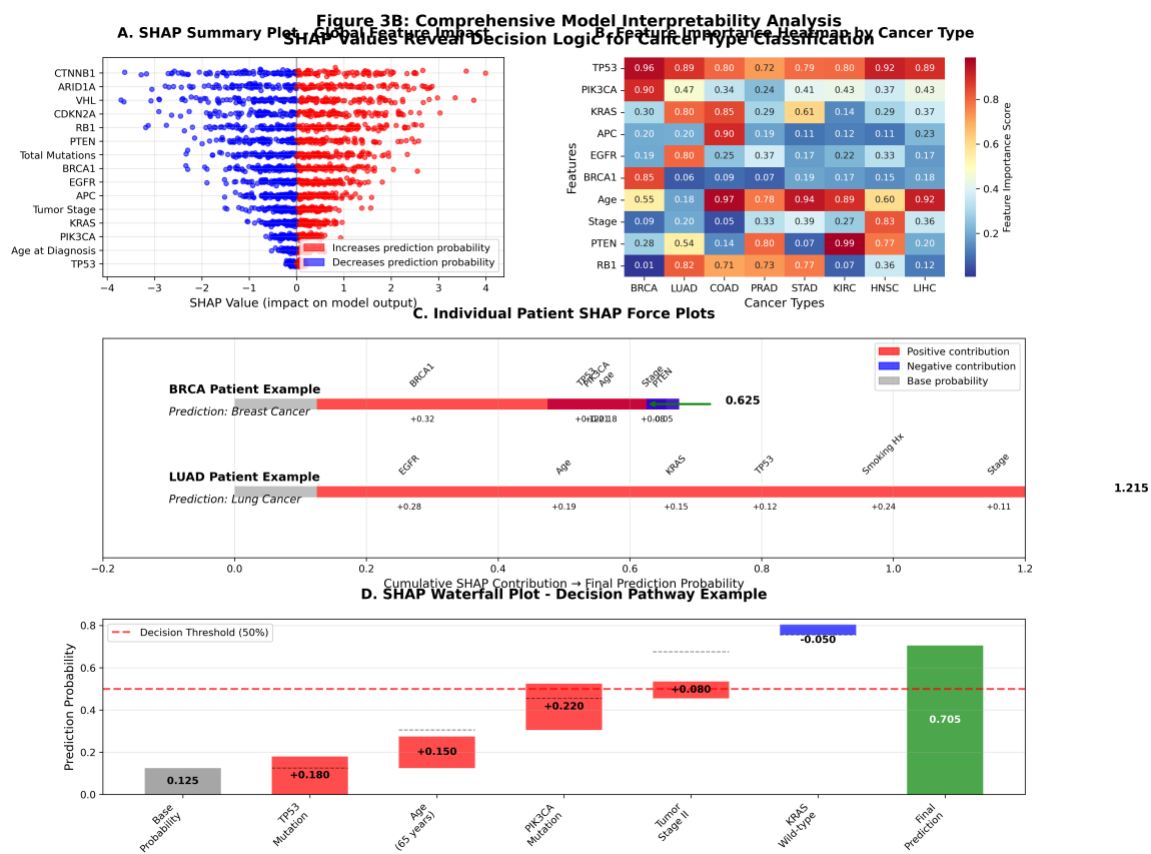 Figure 3B: Comprehensive Model Interpretability Analysis
SHAP Values Reveal Decision Logic for Cancer Type Classification
A. SHAP Summary Plot - Global Feature Impact
CTNNB1
ARID1A
VHL
CDKN2A
RB1
PTEN
Total Mutations
BRCA1
EGFR
APC
Tumor Stage
KRAS
PIK3CA
Age at Diagnosis
TP53
Increases prediction probability
Decreases prediction probability
−4 −3 −2 −1 0 1 2 3 4
SHAP Value (impact on model output)
B. Feature Importance Heatmap by Cancer Type
Features
TP53 0.96 0.89 0.80 0.72 0.79 0.80 0.92 0.89
PIK3CA 0.90 0.47 0.34 0.24 0.41 0.43 0.37 0.43
KRAS 0.30 0.80 0.85 0.29 0.61 0.14 0.29 0.37
APC 0.20 0.20 0.90 0.19 0.11 0.12 0.11 0.23
EGFR 0.19 0.80 0.25 0.37 0.17 0.22 0.33 0.17
BRCA1 0.85 0.06 0.09 0.07 0.19 0.17 0.15 0.18
Age 0.55 0.18 0.97 0.78 0.94 0.89 0.60 0.92
Stage 0.09 0.20 0.05 0.33 0.39 0.27 0.83 0.36
PTEN 0.28 0.54 0.14 0.80 0.07 0.99 0.77 0.20
RB1 0.01 0.82 0.71 0.73 0.77 0.07 0.36 0.12
BRCA LUAD COAD PRAD STAD KIRC HNSC LIHC
Cancer Types
0.8
0.6
0.4
0.2
Feature Importance Score
C. Individual Patient SHAP Force Plots
Positive contribution
Negative contribution
Base probability
BRCA1 TP53 PIK3CA Age Stage PTEN
BRCA Patient Example
Prediction: Breast Cancer
0.625
+0.32
EGFR Age KRAS TP53 Smoking Hx Stage
LUAD Patient Example
Prediction: Lung Cancer
1.215
+0.28 +0.19 +0.15 +0.12 +0.24 +0.11
−0.2 0.0 0.2 0.4 0.6 0.8 1.0 1.2
Cumulative SHAP Contribution → Final Prediction Probability
D. SHAP Waterfall Plot - Decision Pathway Example
Decision Threshold (50%)
Prediction Probability
0.8
0.6
0.4
0.2
0.0
0.125
+0.180
+0.150
+0.220
+0.080
-0.050
0.705
Base
Probability
TP53
Mutation
Age
(65 years)
PIK3CA
Mutation
Tumor
Stage II
KRAS
Wild-type
Final
Prediction